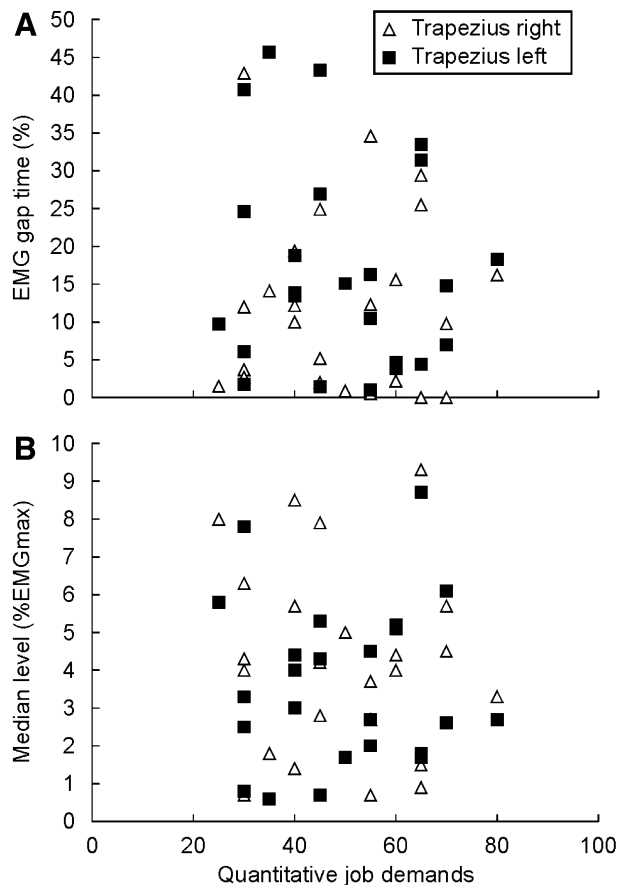 A
50
45
40
35
30
25
20
15
10
5
0
EMG gap time (%)
Trapezius right
Trapezius left
B
10
9
8
7
6
5
4
3
2
1
0
Median level (%EMGmax)
0 20 40 60 80 100
Quantitative job demands